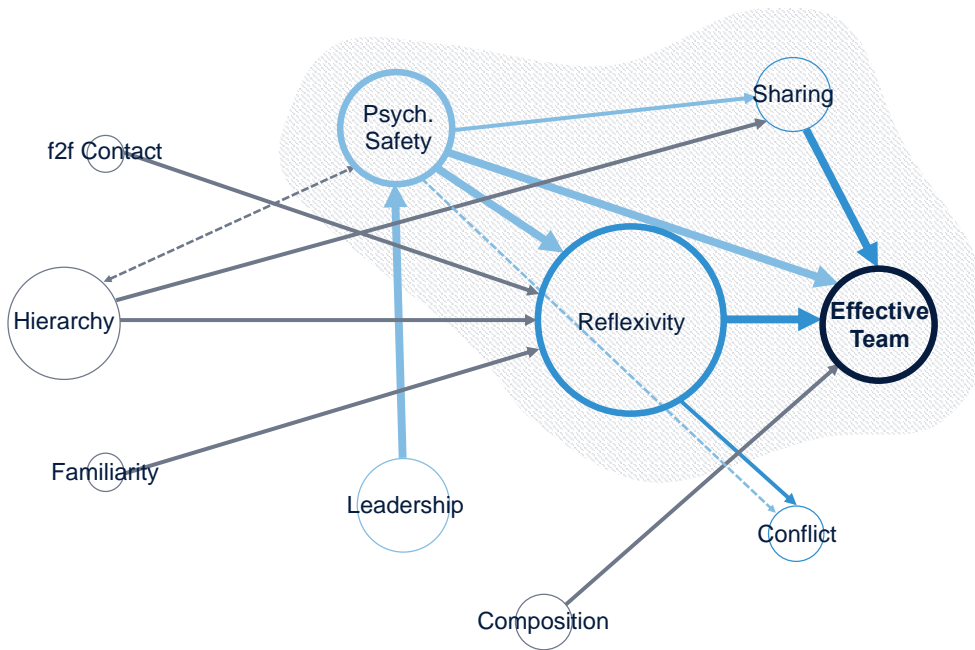 Sharing
Psych.
Safety
f2f Contact
Hierarchy
Reflexivity
Effective
Team
Familiarity
Leadership
Conflict
Composition